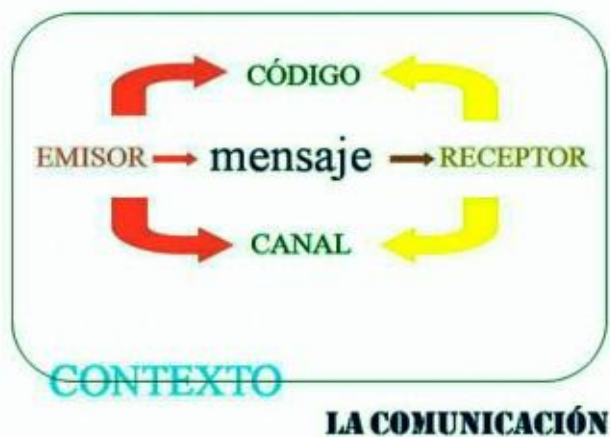 CÓDIGO
EMISOR mensaje RECEPTOR
CANAL
CONTEXTO
LA COMUNICACIÓN